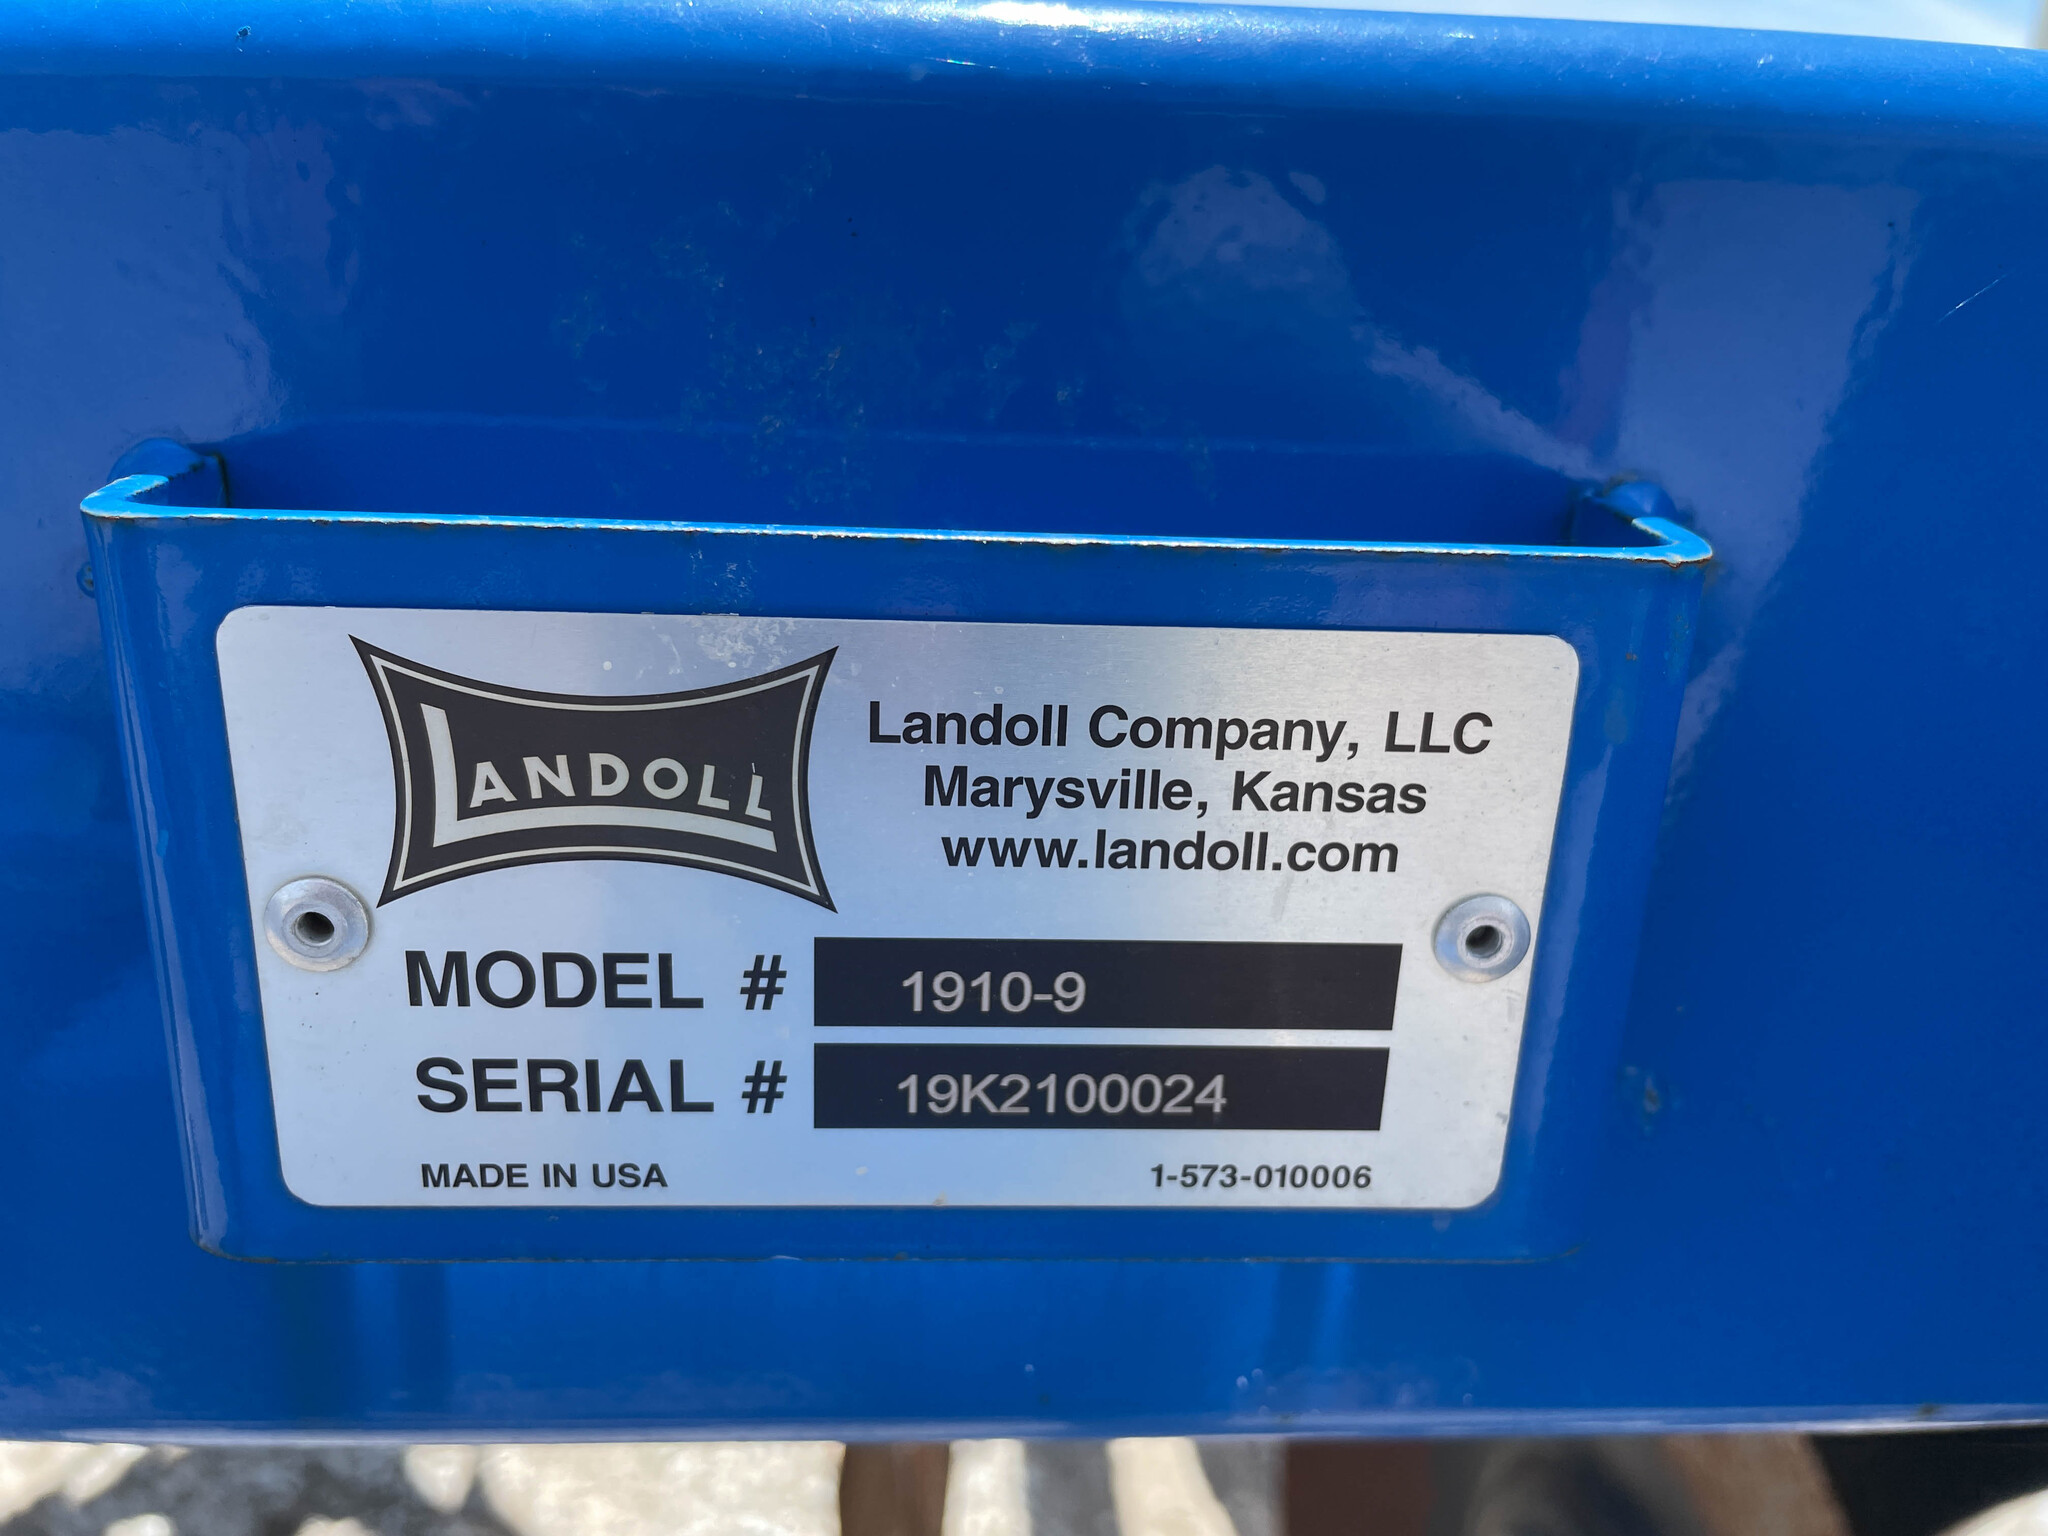 LANDOLL
Landoll Company, LLC
Marysville, Kansas
www.landoll.com
MODEL # 1910-9
SERIAL # 19K2100024
MADE IN USA 1-573-010006